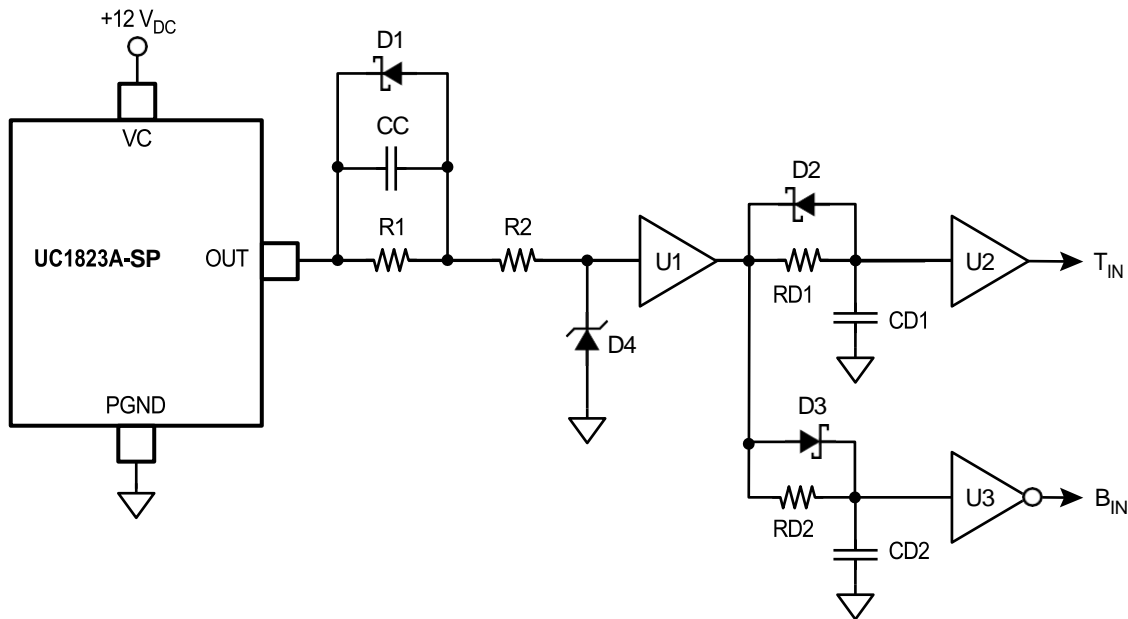 +12 VDC
D1
VC
CC
D2
R1
R2
UC1823A-SP
OUT
U1
U2
TIN
RD1
CD1
D4
PGND
D3
U3
BIN
RD2
CD2